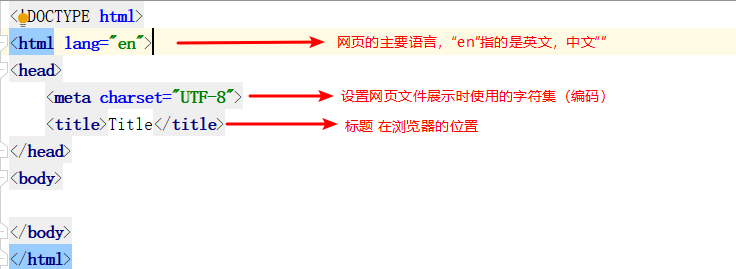 <!DOCTYPE html>
<html lang="en"> 网页的主要语言，“en”指的是英文，中文“”
<head>
<meta charset="UTF-8"> 设置网页文件展示时使用的字符集（编码）
<title>Title</title> 标题 在浏览器的位置
</head>
<body>
</body>
</html>